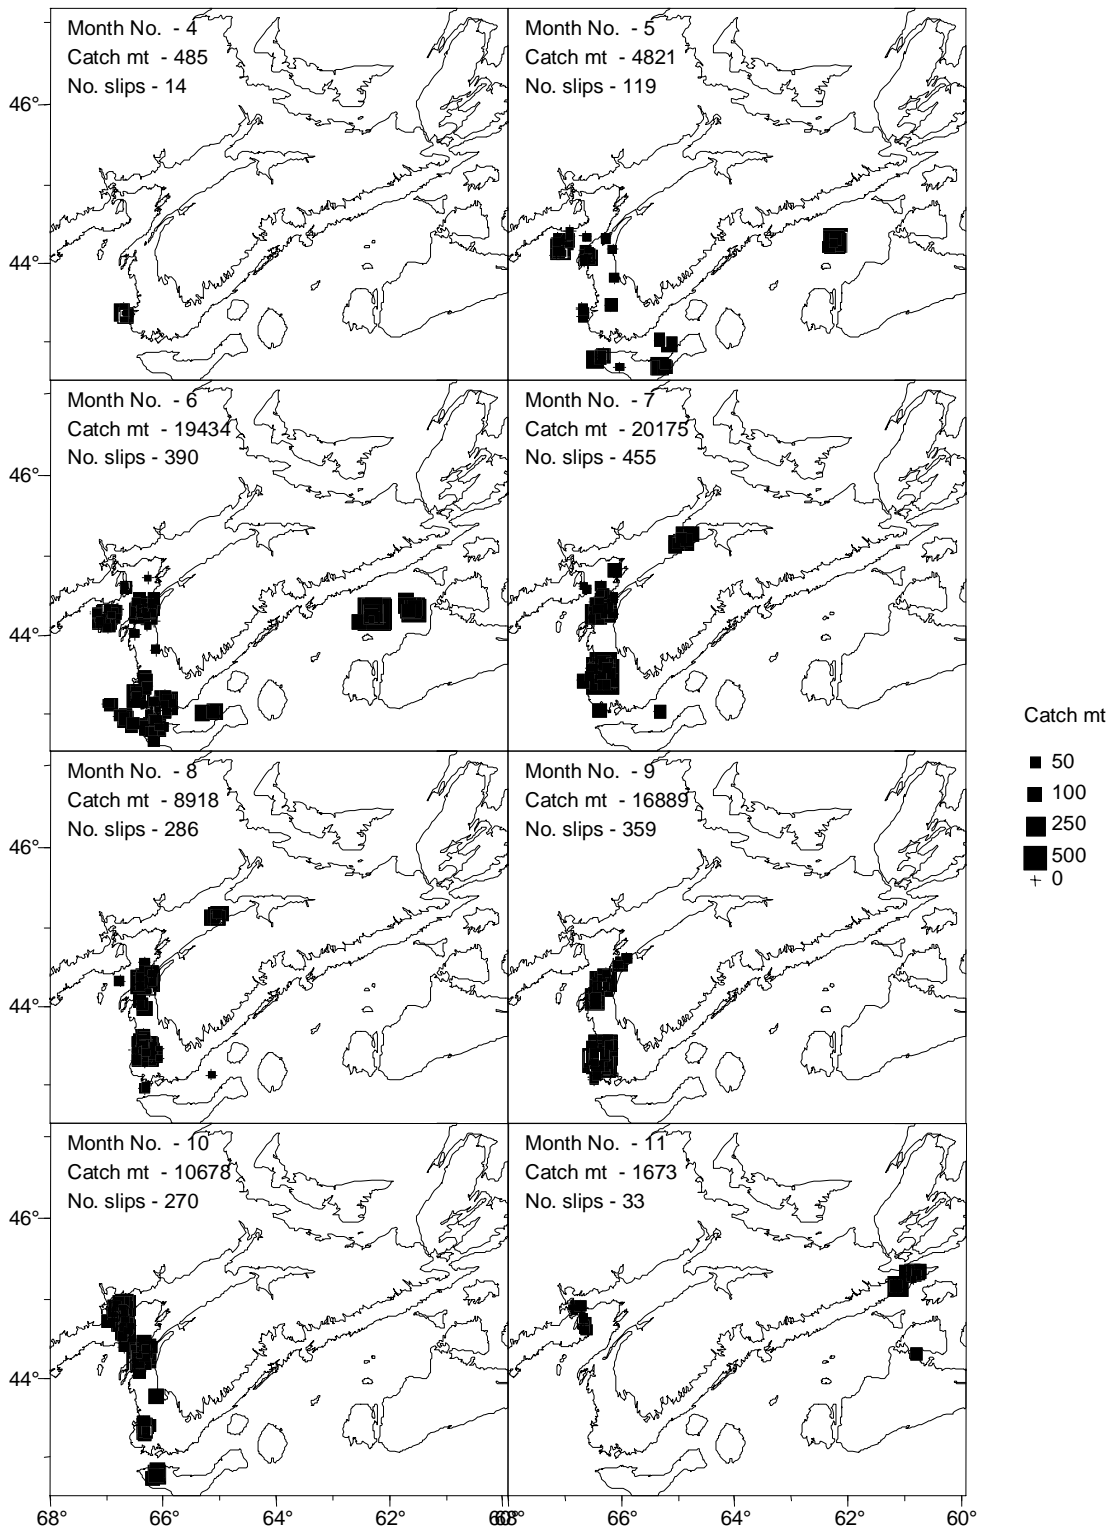 Month No. - 4
Catch mt - 485
No. slips - 14
Month No. - 5
Catch mt - 4821
No. slips - 119
46°
44°
Month No. - 6
Catch mt - 19434
No. slips - 390
Month No. - 7
Catch mt - 20175
No. slips - 455
46°
44°
Catch mt
50
100
250
500
0
Month No. - 8
Catch mt - 8918
No. slips - 286
Month No. - 9
Catch mt - 16889
No. slips - 359
46°
44°
Month No. - 10
Catch mt - 10678
No. slips - 270
Month No. - 11
Catch mt - 1673
No. slips - 33
46°
44°
68° 66° 64° 62° 60° 68° 66° 64° 62° 60°